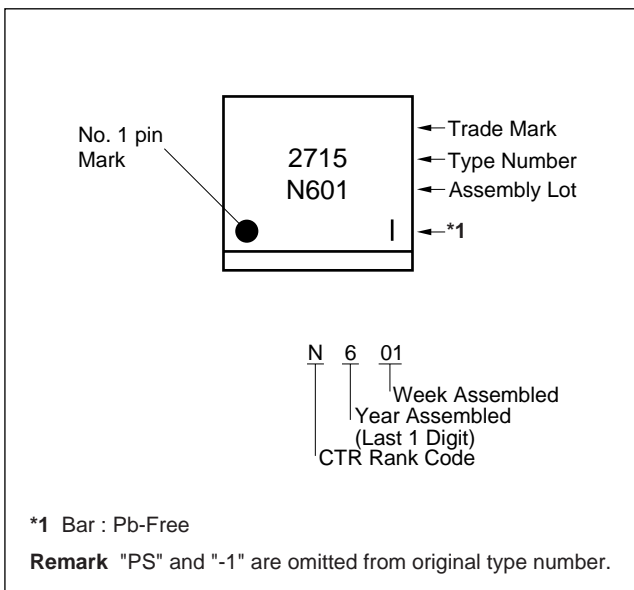 No. 1 pin
Mark
2715
N601
Trade Mark
Type Number
Assembly Lot
*1
N 6 01
Week Assembled
Year Assembled
(Last 1 Digit)
CTR Rank Code
*1 Bar : Pb-Free
Remark "PS" and "-1" are omitted from original type number.